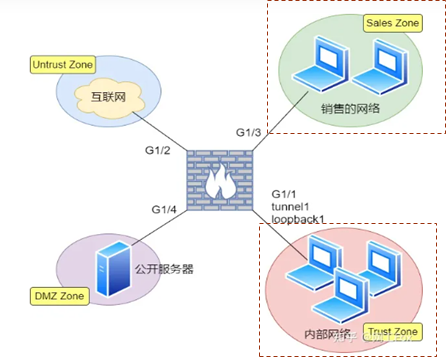 Sales Zone
Untrust Zone
互联网
销售的网络
G1/3
G1/2
G1/4
G1/1
tunnel1
loopback1
公开服务器
DMZ Zone
内部网络
Trust Zone